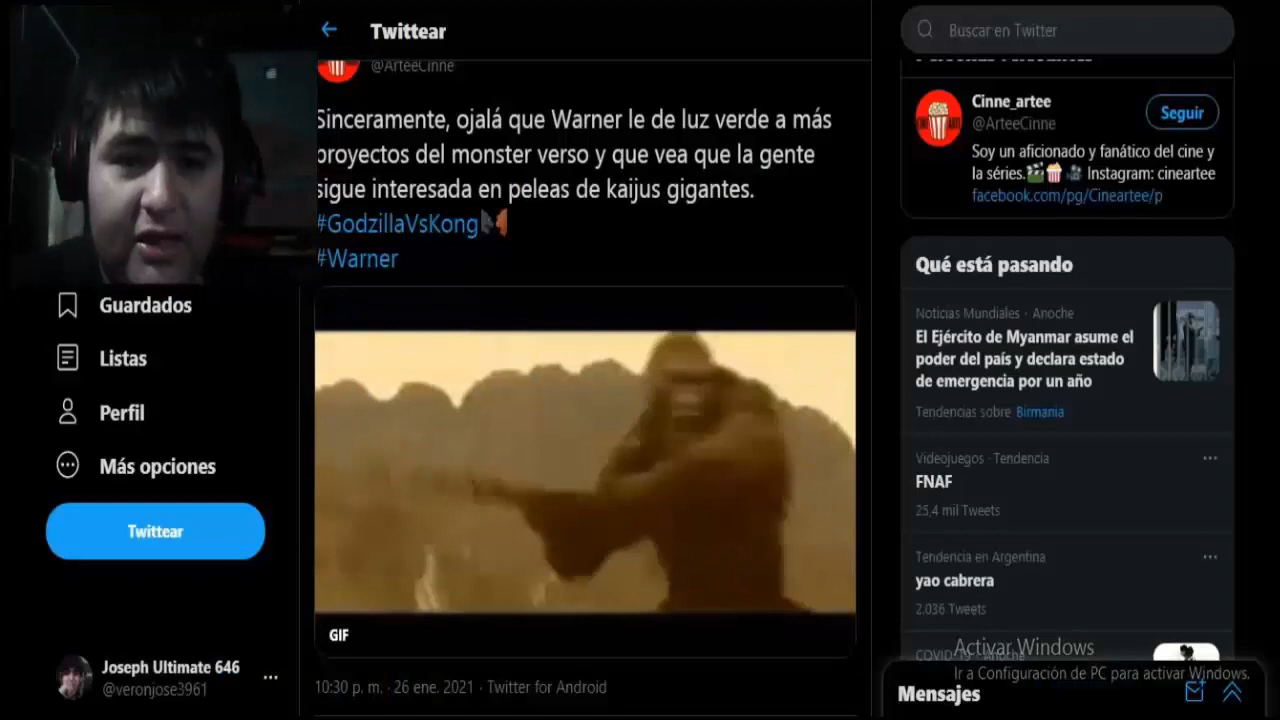 Twittear
@ArteeCinne
Sinceramente, ojalá que Warner le de luz verde a más
proyectos del monster verso y que vea que la gente
sigue interesada en peleas de kaijus gigantes.
#GodzillaVsKong
#Warner
GIF
10:30 p. m. · 26 ene. 2021 · Twitter for Android
Guardados
Listas
Perfil
Más opciones
Twittear
Joseph Ultimate 646
@veronjose3961
Buscar en Twitter
Cinne_artee
@ArteeCinne
Seguir
Soy un aficionado y fanático del cine y
la séries. Instagram: cineartee
facebook.com/pg/Cineartee/p
Qué está pasando
Noticias Mundiales · Anoche
El Ejército de Myanmar asume el
poder del país y declara estado
de emergencia por un año
Tendencias sobre Birmania
Videojuegos · Tendencia
FNAF
25,4 mil Tweets
Tendencia en Argentina
yao cabrera
2.036 Tweets
COVID-19 · Anoche
Activar Windows
Ir a Configuración de PC para activar Windows.
Mensajes